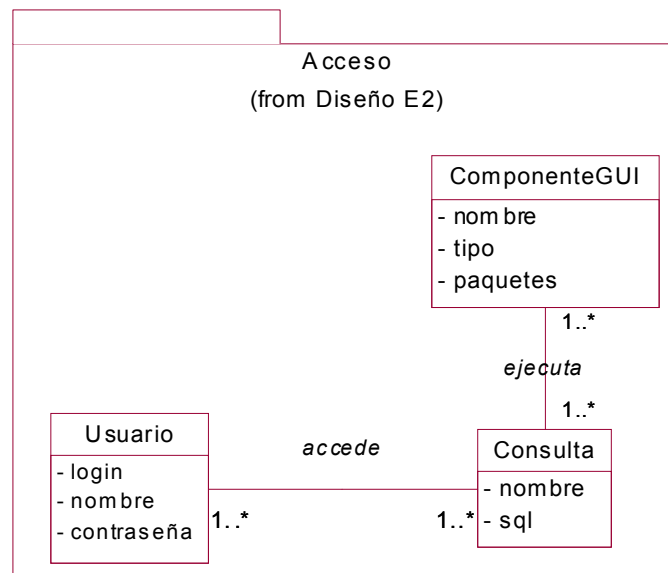 Acceso
(from Diseño E2)
ComponenteGUI
- nombre
- tipo
- paquetes
1..*
ejecuta
1..*
Usuario
- login
- nombre
- contraseña
accede
1..*
1..*
Consulta
- nombre
- sql